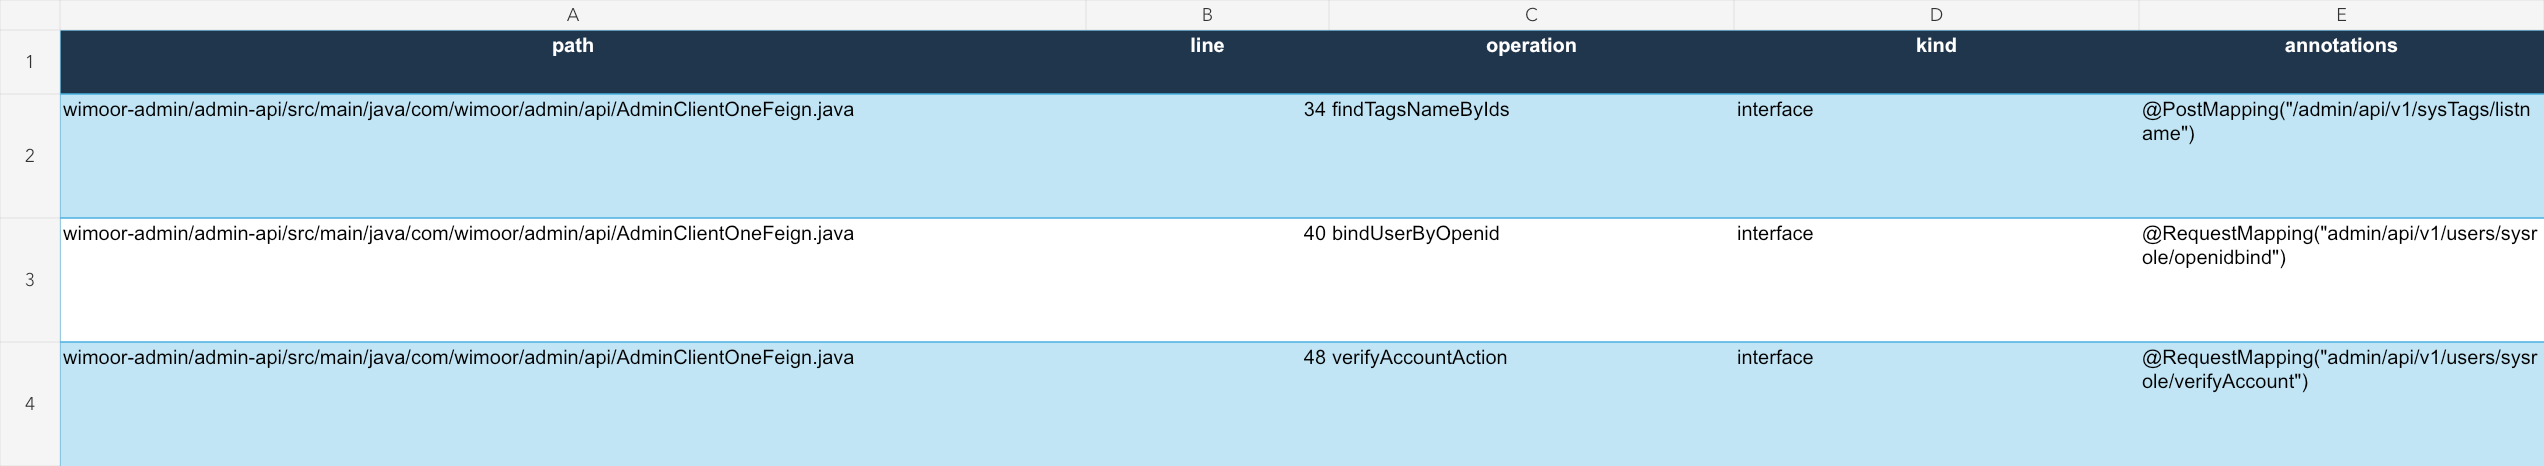 A B C D E
1 path line operation kind annotations
2 wimoor-admin/admin-api/src/main/java/com/wimoor/admin/api/AdminClientOneFeign.java 34 findTagsNameByIds interface @PostMapping("/admin/api/v1/sysTags/listn
ame")
3 wimoor-admin/admin-api/src/main/java/com/wimoor/admin/api/AdminClientOneFeign.java 40 bindUserByOpenid interface @RequestMapping("admin/api/v1/users/sysr
ole/openidbind")
4 wimoor-admin/admin-api/src/main/java/com/wimoor/admin/api/AdminClientOneFeign.java 48 verifyAccountAction interface @RequestMapping("admin/api/v1/users/sysr
ole/verifyAccount")